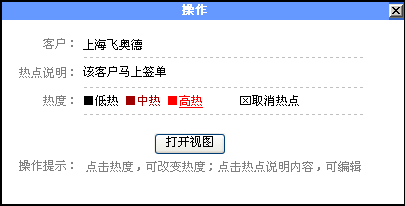 操作
客户： 上海飞奥德
热点说明： 该客户马上签单
热度： ■低热 ■中热 ■高热 ☒取消热点
打开视图
操作提示： 点击热度，可改变热度；点击热点说明内容，可编辑